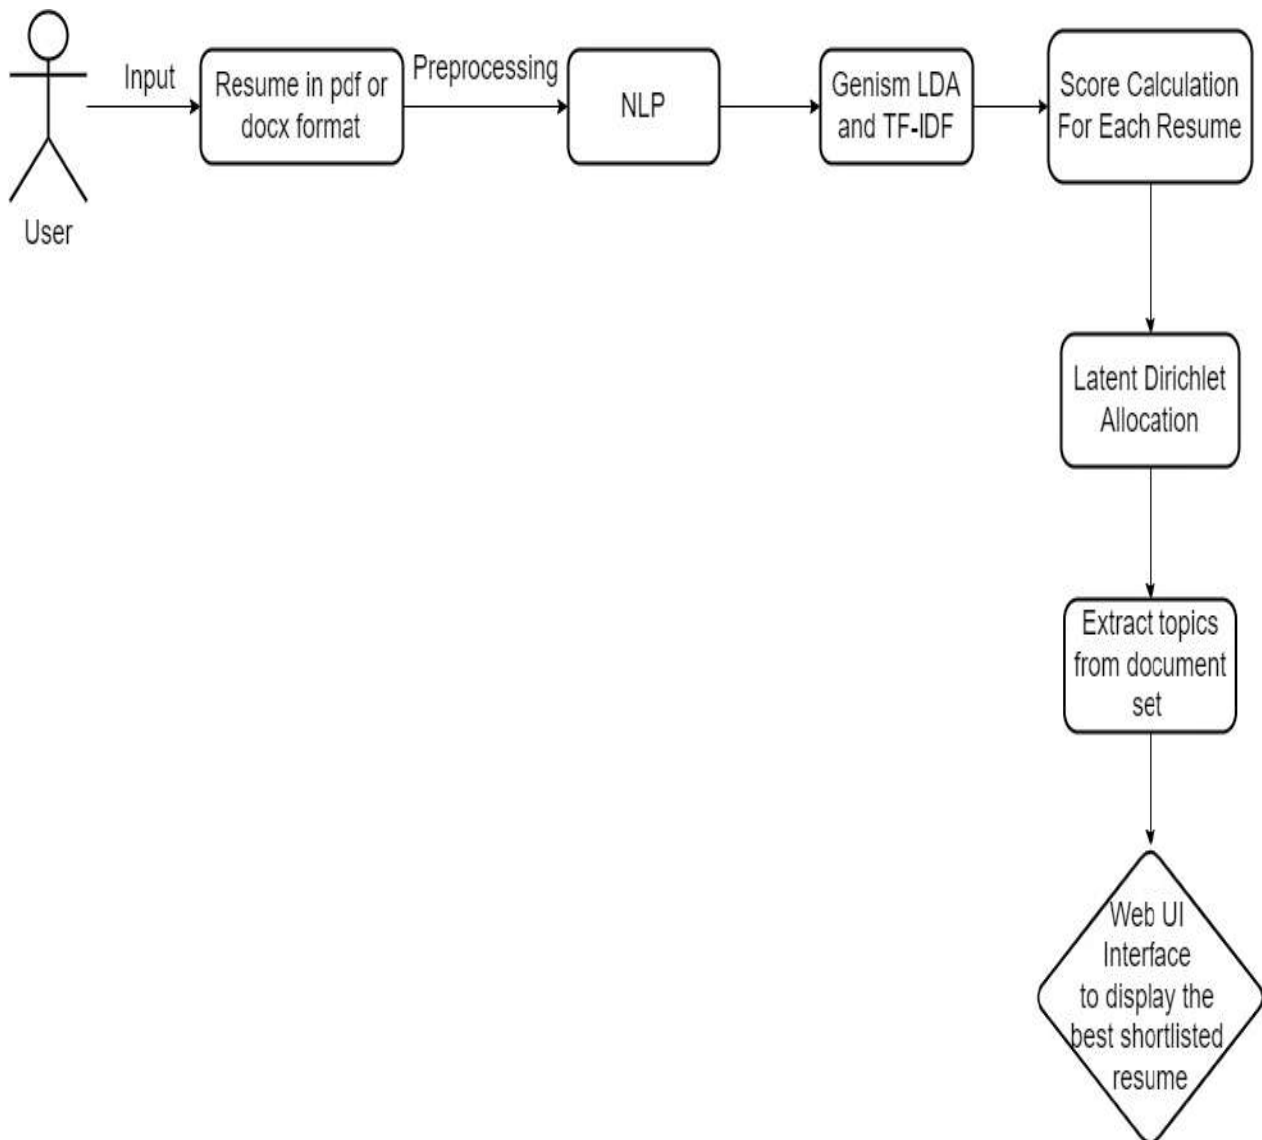 User
Input
Resume in pdf or
docx format
Preprocessing
NLP
Genism LDA
and TF-IDF
Score Calculation
For Each Resume
Latent Dirichlet
Allocation
Extract topics
from document
set
Web UI
Interface
to display the
best shortlisted
resume